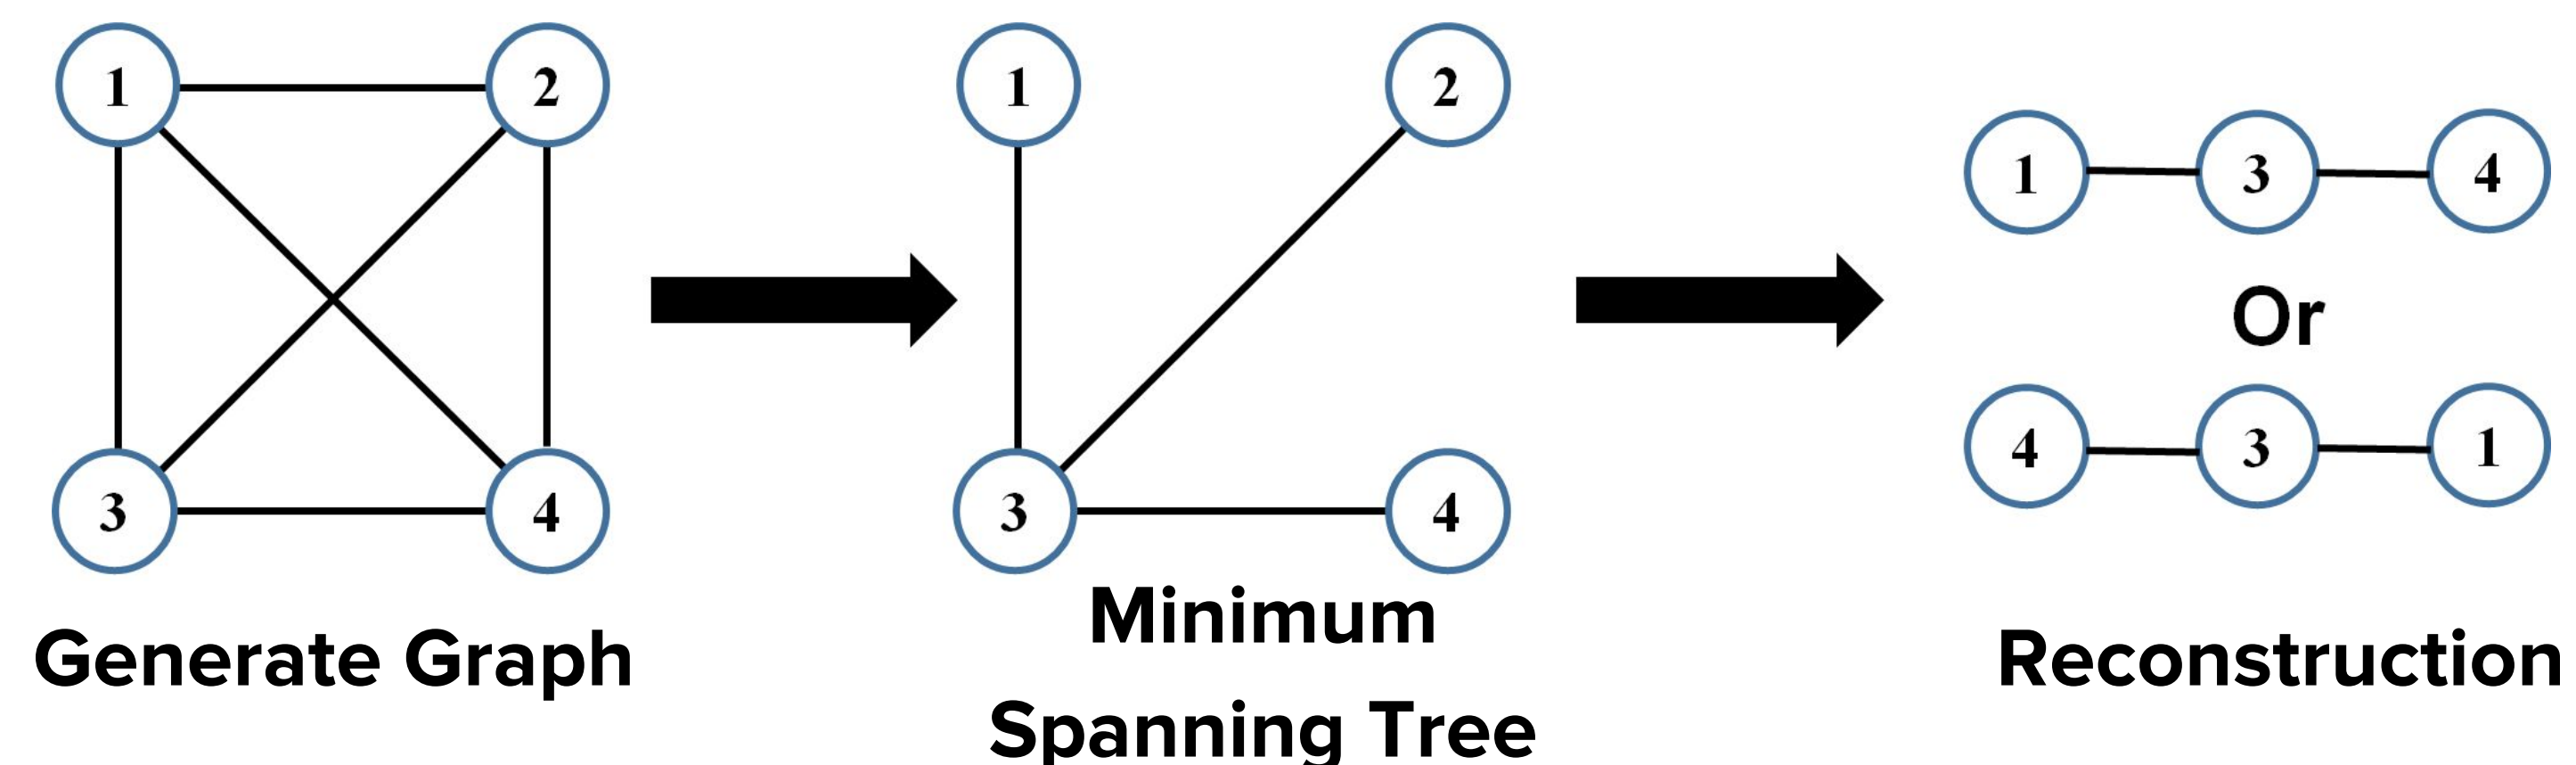 1 2 1 2
1 3 4
Or
4 3 1
3 4 3 4
Minimum
Spanning Tree
Generate Graph
Reconstruction